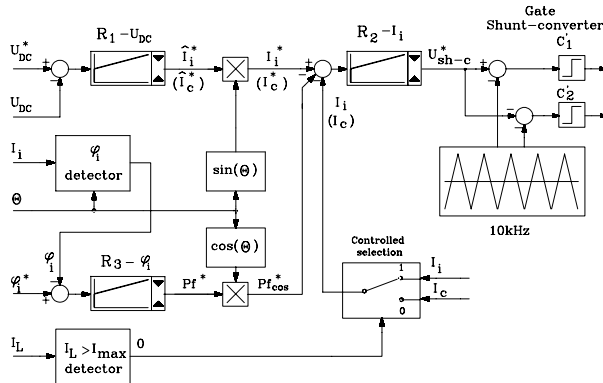 Gate
Shunt-converter
R1-UDC
R2-Ii
C'1
U*DC
Î*i
I*i
U*sh-c
(Î*c)
(I*c)
UDC
Ii
(Ic)
C'2
Ii
φi
detector
sin(Θ)
Θ
10kHz
cos(Θ)
Controlled
selection
φi
R3-φi
φ*i
Pf*
Pf*cos
1
Ii
Ic
0
IL
IL>Imax
detector
0